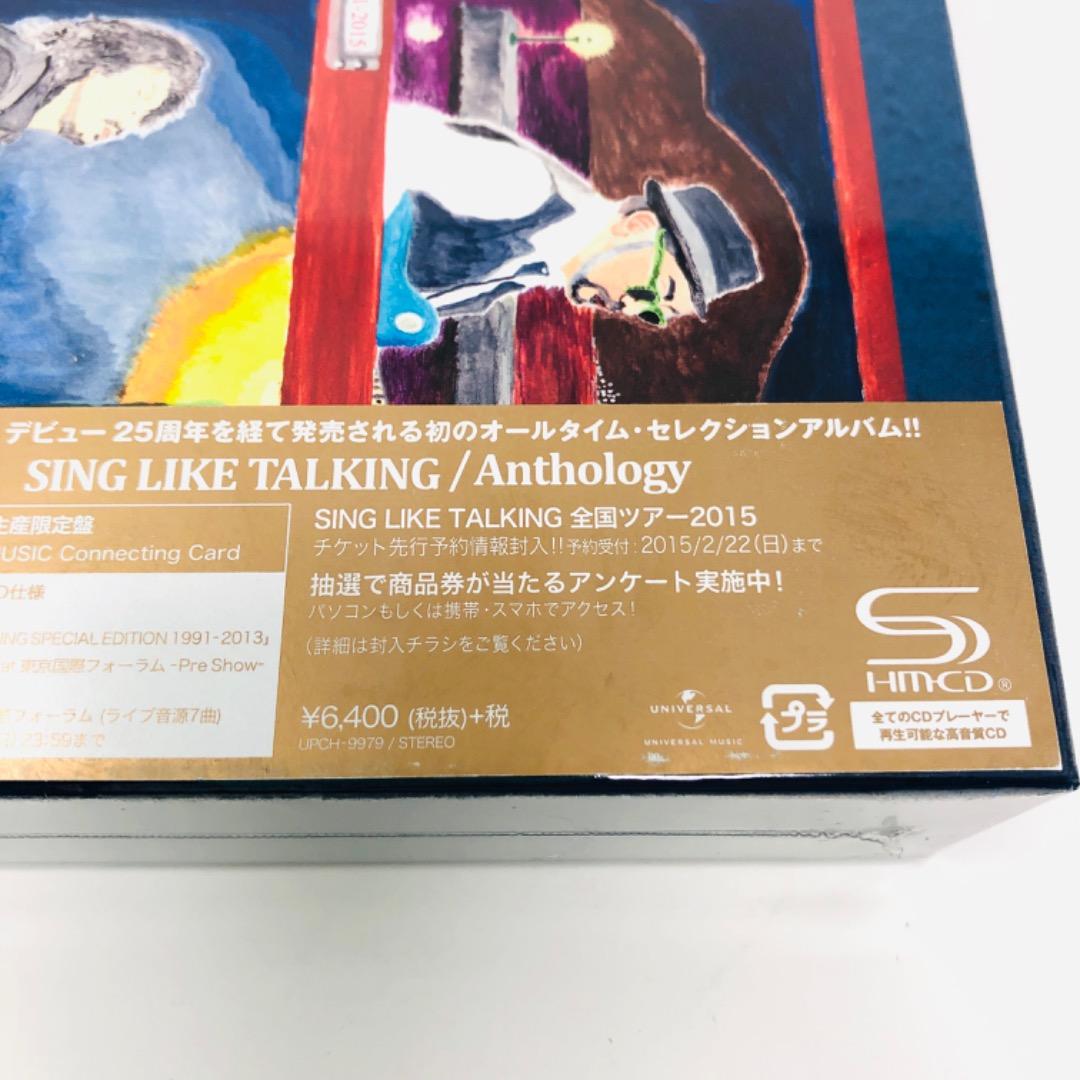 -2015
デビュー 25周年を経て発売される初のオールタイム・セレクションアルバム!!
SING LIKE TALKING / Anthology
生産限定盤
MUSIC Connecting Card
SING LIKE TALKING 全国ツアー2015
チケット先行予約情報封入!!予約受付:2015/2/22(日)まで
抽選で商品券が当たるアンケート実施中!
パソコンもしくは携帯・スマホでアクセス!
(詳細は封入チラシをご覧ください)
D仕様
ING SPECIAL EDITION 1991-2013」
at 東京国際フォーラム -Pre Show-
フォーラム (ライブ音源7曲)
23:59まで
¥6,400 (税抜)+税
UPCH-9979 / STEREO
UNIVERSAL
UNIVERSAL MUSIC
プラ
SHM-CD®
全てのCDプレーヤーで
再生可能な高音質CD